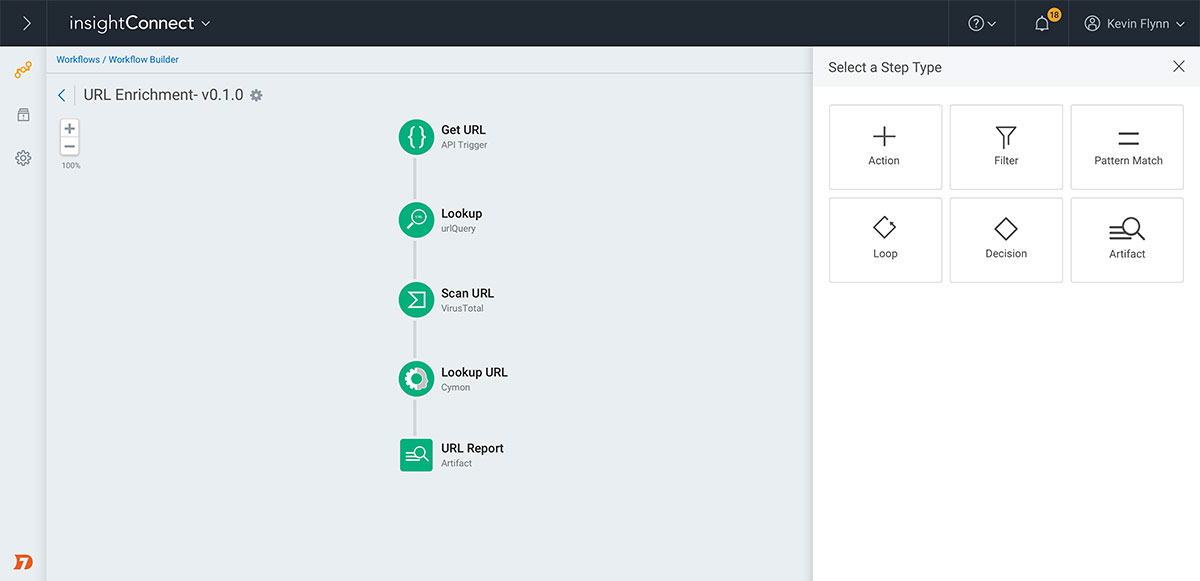 insightConnect
18
Kevin Flynn
Workflows / Workflow Builder
URL Enrichment- v0.1.0
100%
Get URL
API Trigger
Lookup
urlQuery
Scan URL
VirusTotal
Lookup URL
Cymon
URL Report
Artifact
Select a Step Type
Action
Filter
Pattern Match
Loop
Decision
Artifact